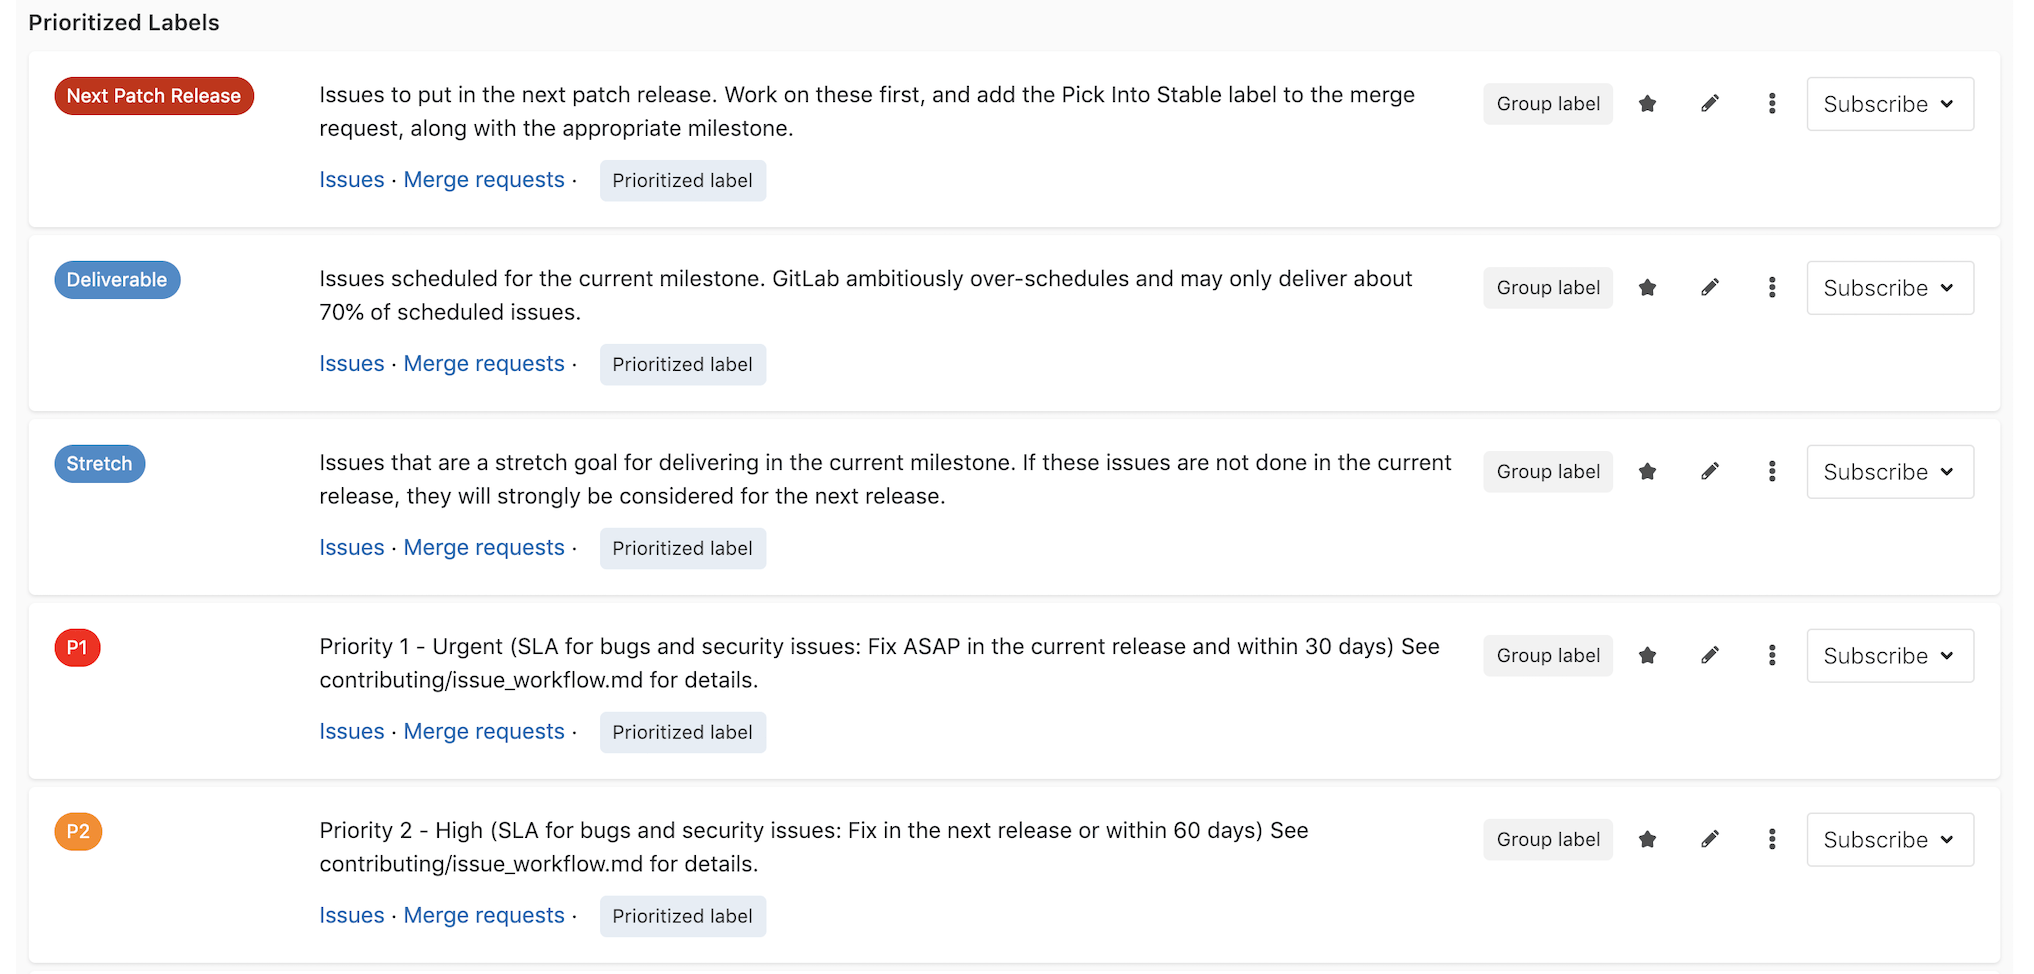 Prioritized Labels
Next Patch Release
Issues to put in the next patch release. Work on these first, and add the Pick Into Stable label to the merge
request, along with the appropriate milestone.
Issues · Merge requests · Prioritized label
Group label
Subscribe
Deliverable
Issues scheduled for the current milestone. GitLab ambitiously over-schedules and may only deliver about
70% of scheduled issues.
Issues · Merge requests · Prioritized label
Group label
Subscribe
Stretch
Issues that are a stretch goal for delivering in the current milestone. If these issues are not done in the current
release, they will strongly be considered for the next release.
Issues · Merge requests · Prioritized label
Group label
Subscribe
P1
Priority 1 - Urgent (SLA for bugs and security issues: Fix ASAP in the current release and within 30 days) See
contributing/issue_workflow.md for details.
Issues · Merge requests · Prioritized label
Group label
Subscribe
P2
Priority 2 - High (SLA for bugs and security issues: Fix in the next release or within 60 days) See
contributing/issue_workflow.md for details.
Issues · Merge requests · Prioritized label
Group label
Subscribe